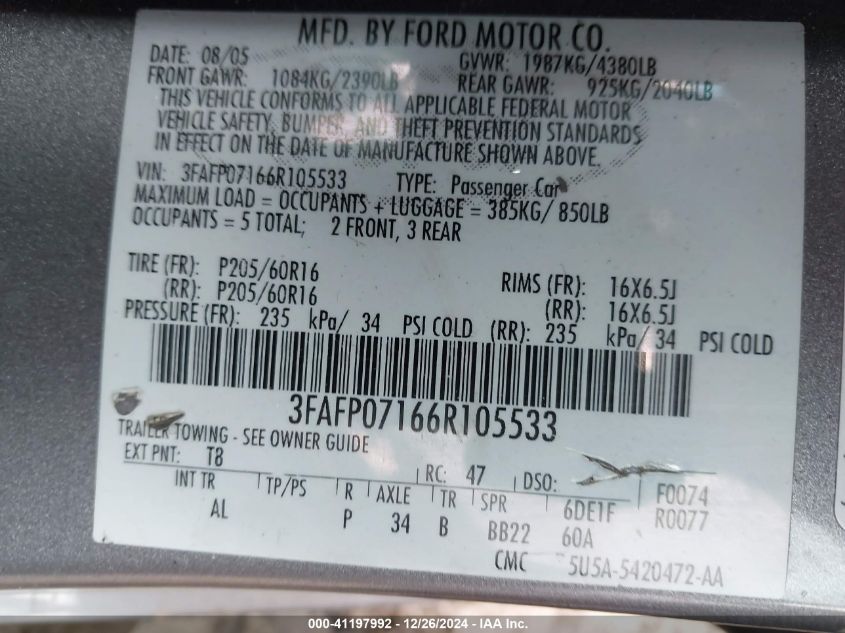 MFD. BY FORD MOTOR CO.
DATE: 08/05 GVWR: 1987KG/4380LB
FRONT GAWR: 1084KG/2390LB REAR GAWR: 925KG/2040LB
THIS VEHICLE CONFORMS TO ALL APPLICABLE FEDERAL MOTOR
VEHICLE SAFETY, BUMPER, AND THEFT PREVENTION STANDARDS
IN EFFECT ON THE DATE OF MANUFACTURE SHOWN ABOVE.
VIN: 3FAFP07166R105533 TYPE: Passenger Car
MAXIMUM LOAD = OCCUPANTS + LUGGAGE = 385KG/ 850LB
OCCUPANTS = 5 TOTAL; 2 FRONT, 3 REAR
TIRE (FR): P205/60R16 RIMS (FR): 16X6.5J
(RR): P205/60R16 (RR): 16X6.5J
PRESSURE (FR): 235 kPa/ 34 PSI COLD (RR): 235 kPa/ 34 PSI COLD
3FAFP07166R105533
TRAILER TOWING - SEE OWNER GUIDE
EXT PNT: T8 RC: 47 DSO: F0074
INT TR TP/PS R AXLE TR SPR 6DE1F R0077
AL P 34 B BB22 60A
CMC 5U5A-5420472-AA
000-41197992 - 12/26/2024 - IAA Inc.